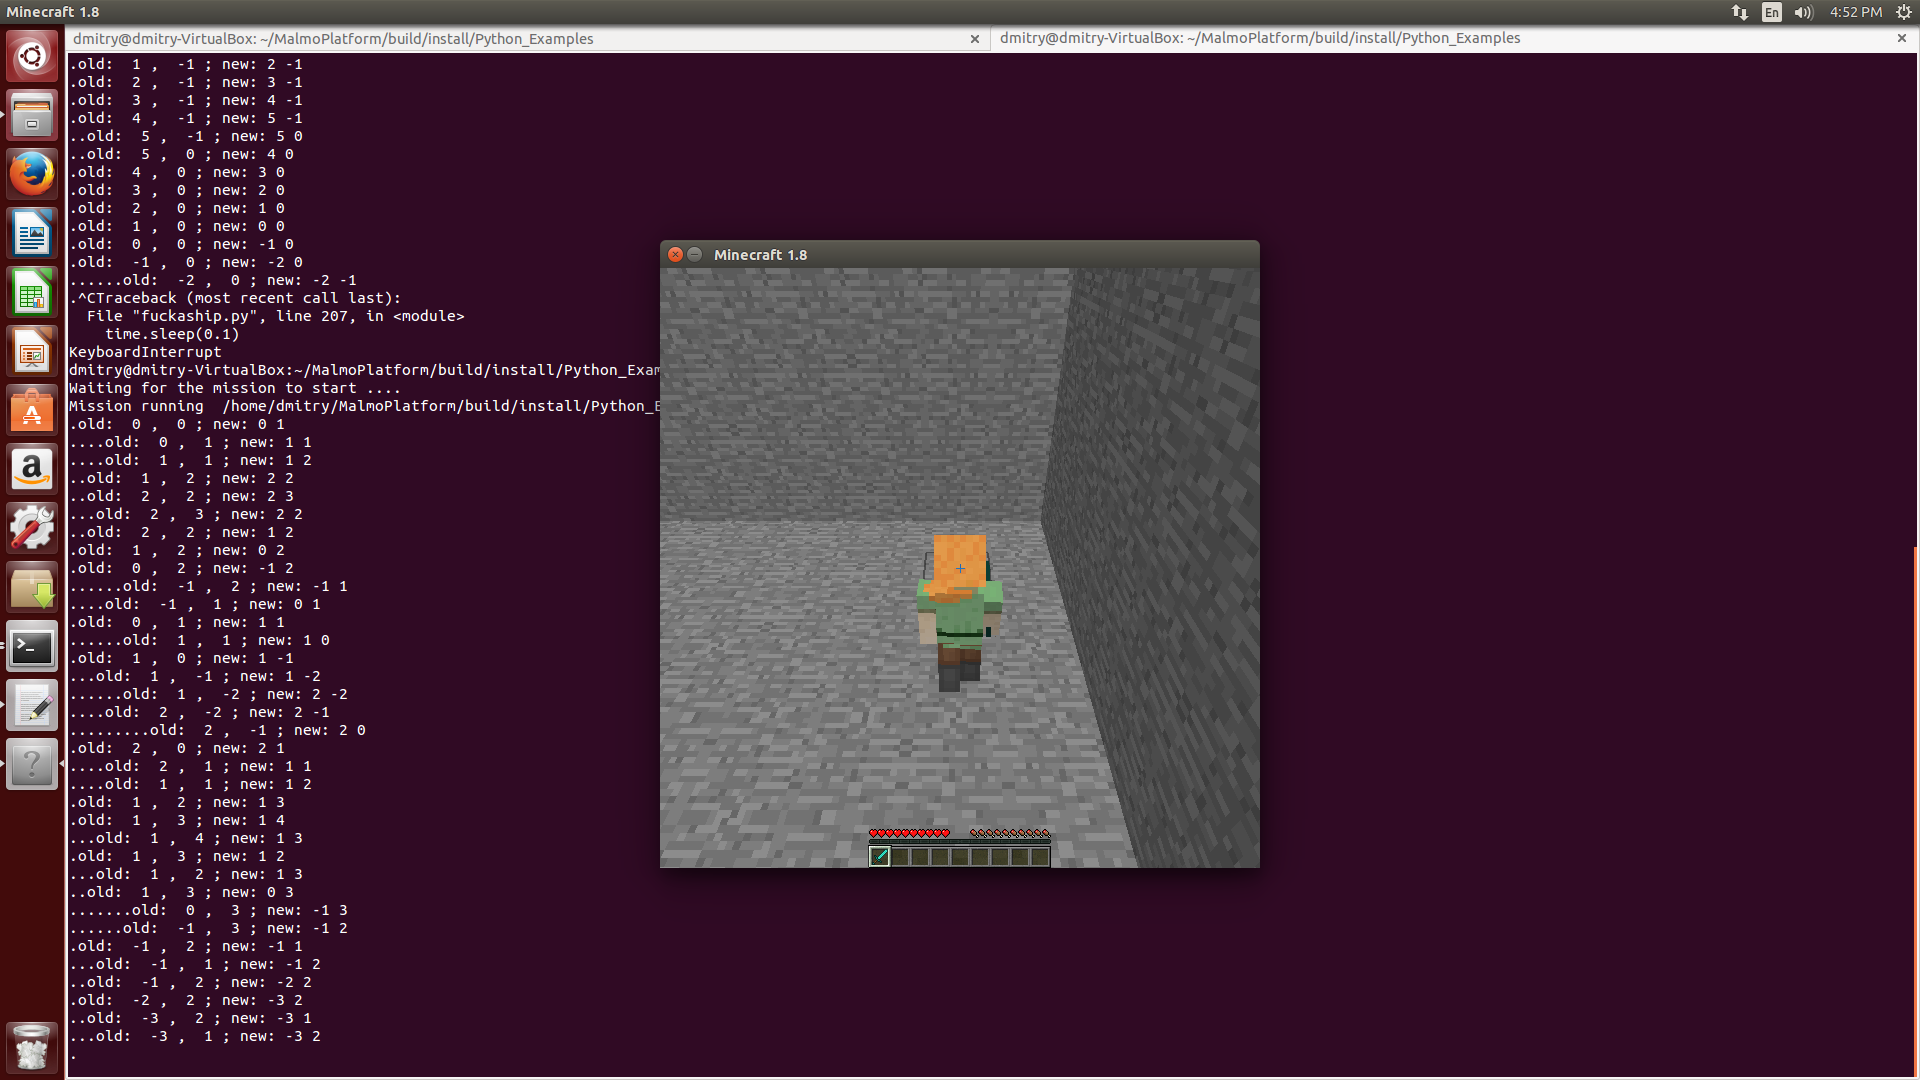 Minecraft 1.8
En
4:52 PM
dmitry@dmitry-VirtualBox: ~/MalmoPlatform/build/install/Python_Examples
dmitry@dmitry-VirtualBox: ~/MalmoPlatform/build/install/Python_Examples
.old:  1 ,  -1 ; new: 2 -1
.old:  2 ,  -1 ; new: 3 -1
.old:  3 ,  -1 ; new: 4 -1
.old:  4 ,  -1 ; new: 5 -1
..old:  5 ,  -1 ; new: 5 0
..old:  5 ,  0 ; new: 4 0
.old:  4 ,  0 ; new: 3 0
.old:  3 ,  0 ; new: 2 0
.old:  2 ,  0 ; new: 1 0
.old:  1 ,  0 ; new: 0 0
.old:  0 ,  0 ; new: -1 0
.old:  -1 ,  0 ; new: -2 0
......old:  -2 ,  0 ; new: -2 -1
.^CTraceback (most recent call last):
  File "fuckaship.py", line 207, in <module>
    time.sleep(0.1)
KeyboardInterrupt
dmitry@dmitry-VirtualBox:~/MalmoPlatform/build/install/Python_Exam
Waiting for the mission to start ....
Mission running  /home/dmitry/MalmoPlatform/build/install/Python_E
.old:  0 ,  0 ; new: 0 1
....old:  0 ,  1 ; new: 1 1
....old:  1 ,  1 ; new: 1 2
..old:  1 ,  2 ; new: 2 2
..old:  2 ,  2 ; new: 2 3
...old:  2 ,  3 ; new: 2 2
..old:  2 ,  2 ; new: 1 2
.old:  1 ,  2 ; new: 0 2
.old:  0 ,  2 ; new: -1 2
......old:  -1 ,  2 ; new: -1 1
....old:  -1 ,  1 ; new: 0 1
.old:  0 ,  1 ; new: 1 1
......old:  1 ,  1 ; new: 1 0
.old:  1 ,  0 ; new: 1 -1
...old:  1 ,  -1 ; new: 1 -2
......old:  1 ,  -2 ; new: 2 -2
....old:  2 ,  -2 ; new: 2 -1
.........old:  2 ,  -1 ; new: 2 0
.old:  2 ,  0 ; new: 2 1
....old:  2 ,  1 ; new: 1 1
....old:  1 ,  1 ; new: 1 2
.old:  1 ,  2 ; new: 1 3
.old:  1 ,  3 ; new: 1 4
...old:  1 ,  4 ; new: 1 3
.old:  1 ,  3 ; new: 1 2
...old:  1 ,  2 ; new: 1 3
..old:  1 ,  3 ; new: 0 3
.......old:  0 ,  3 ; new: -1 3
......old:  -1 ,  3 ; new: -1 2
.old:  -1 ,  2 ; new: -1 1
...old:  -1 ,  1 ; new: -1 2
..old:  -1 ,  2 ; new: -2 2
.old:  -2 ,  2 ; new: -3 2
..old:  -3 ,  2 ; new: -3 1
...old:  -3 ,  1 ; new: -3 2
.
Minecraft 1.8